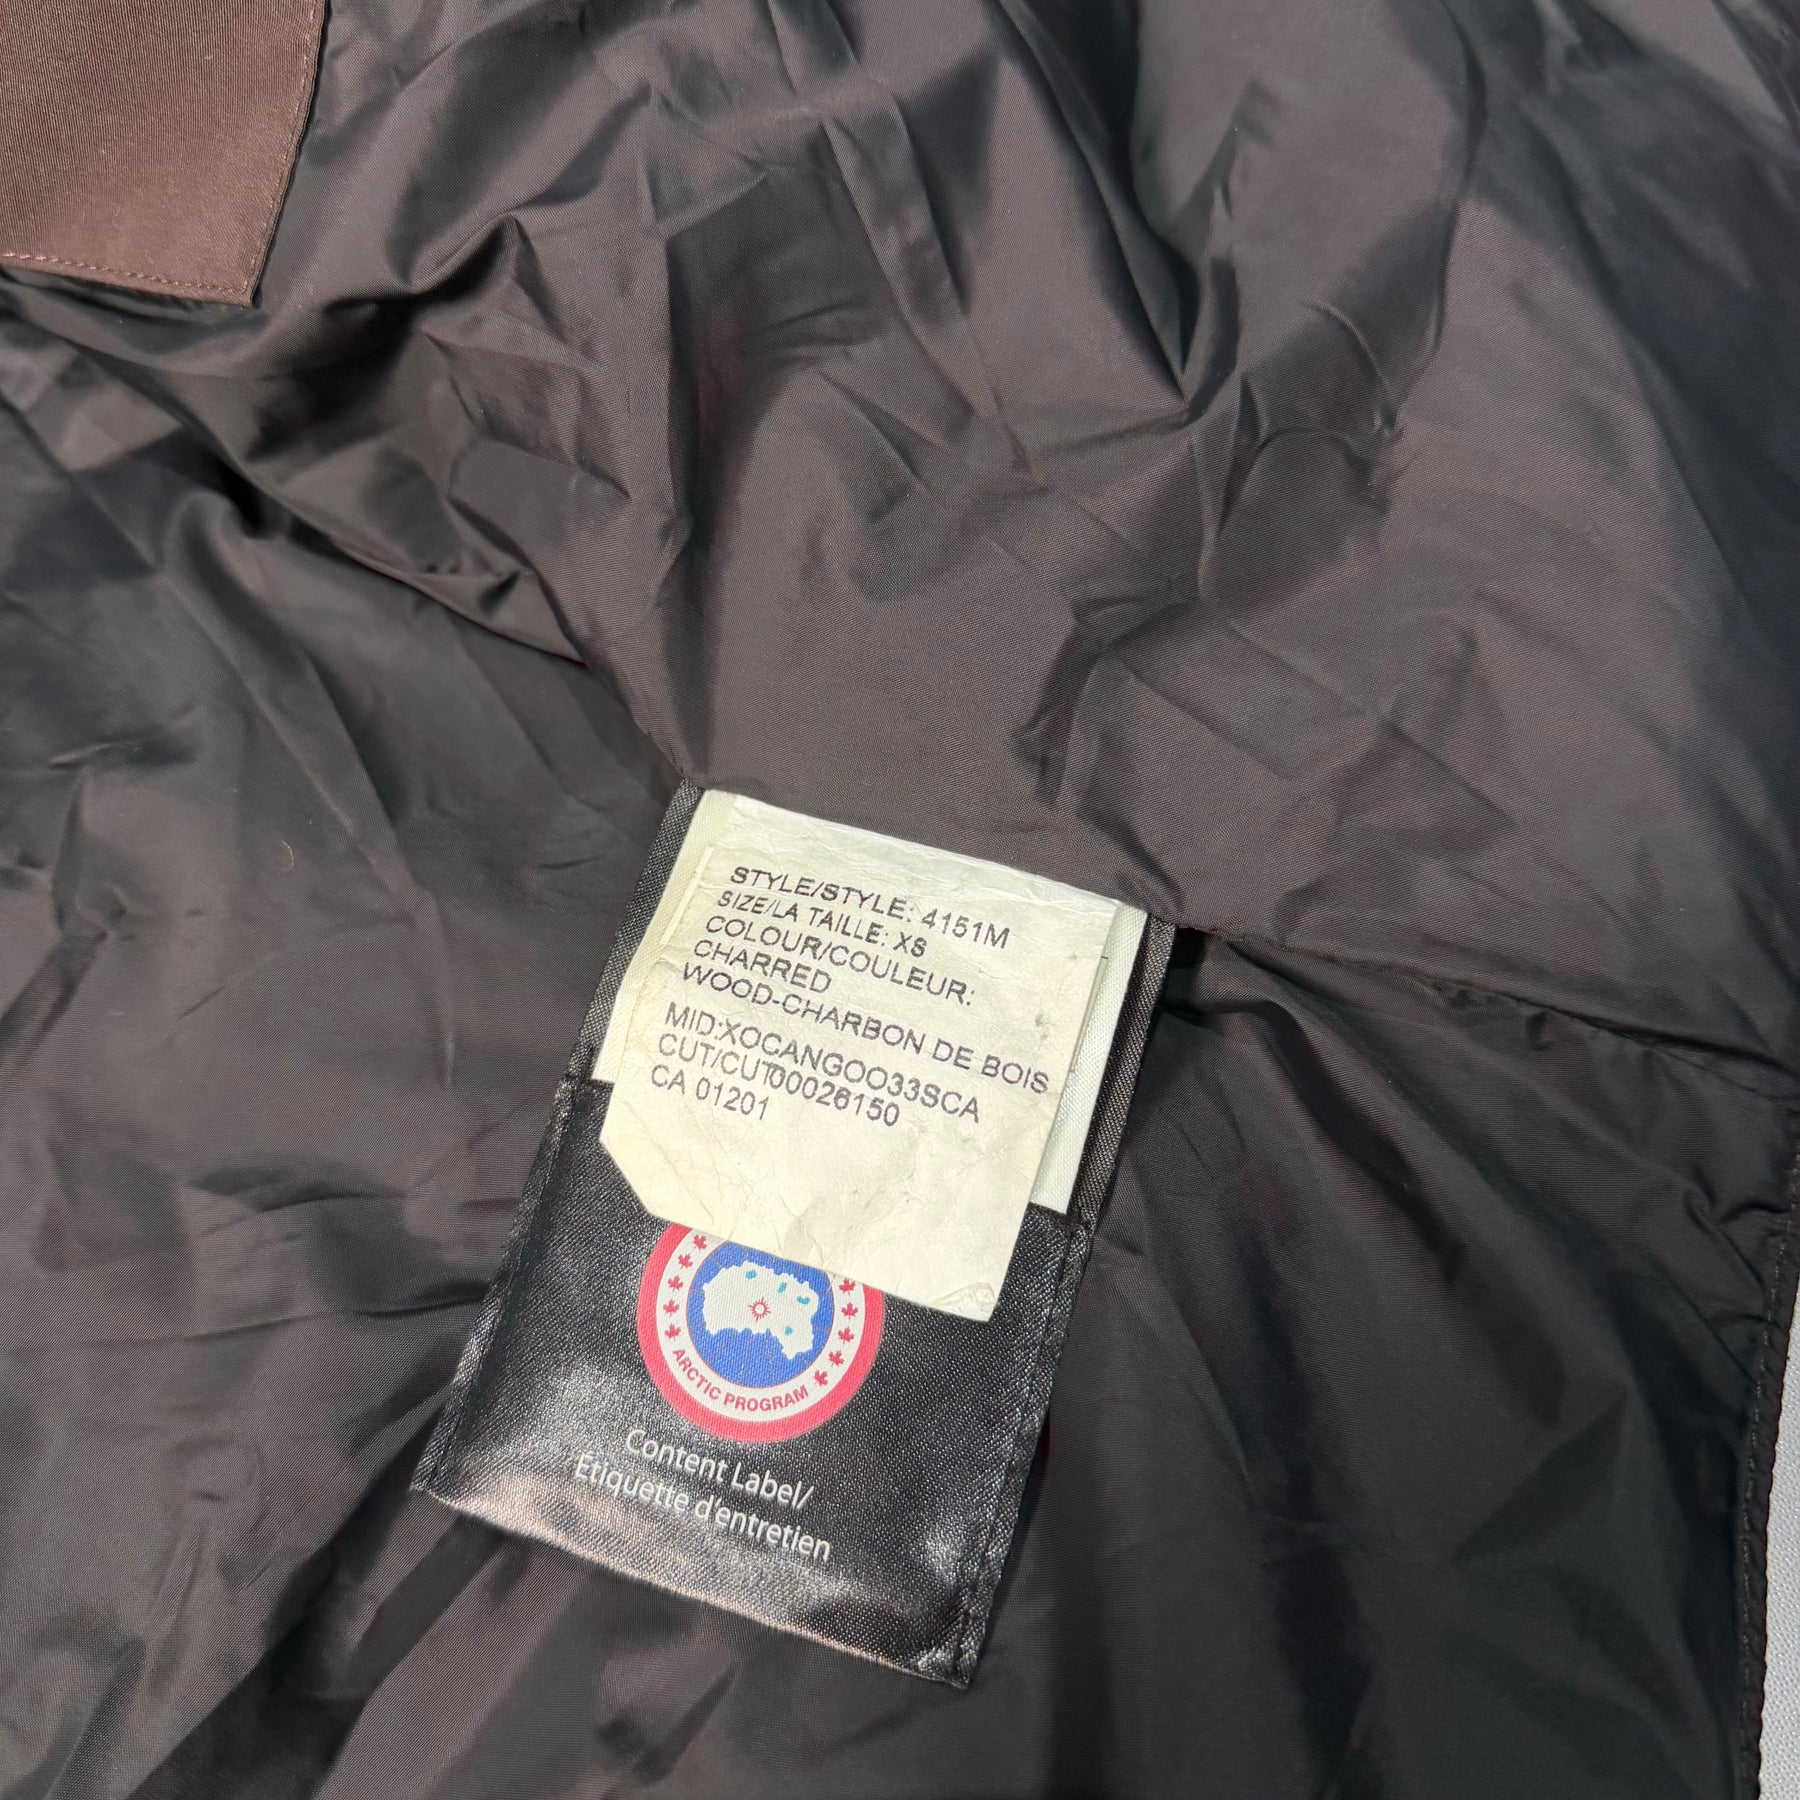 STYLE/STYLE: 4151M
SIZE/LA TAILLE: XS
COLOUR/COULEUR:
CHARRED
WOOD-CHARBON DE BOIS
MID:XOCANGOO33SCA
CUT/CUT00026150
CA 01201
ARCTIC PROGRAM
Content Label/
Étiquette d'entretien